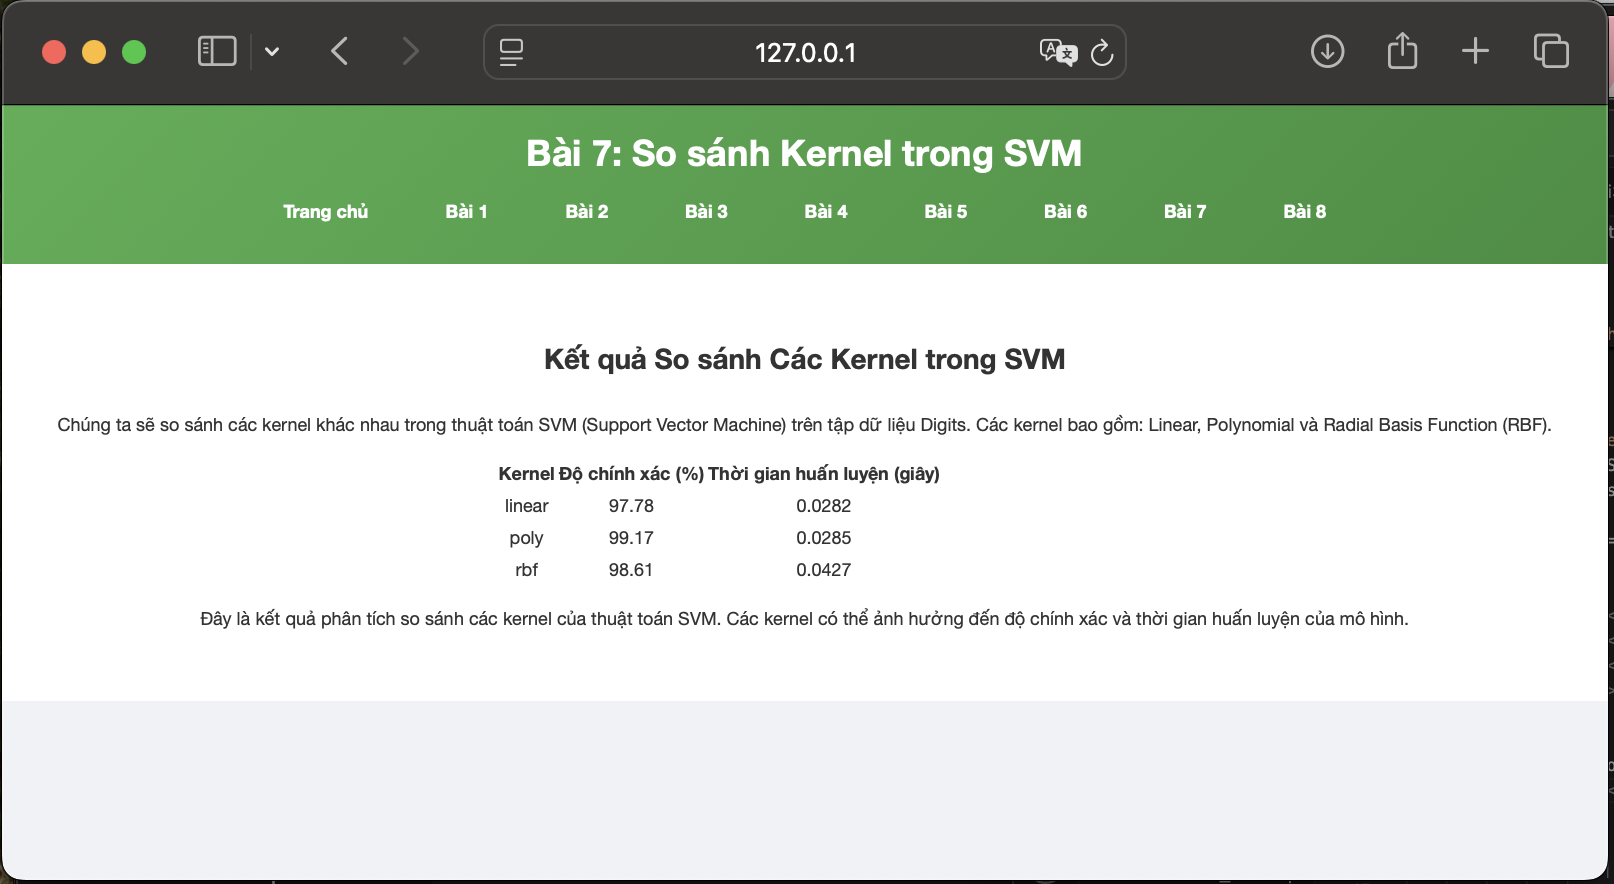 127.0.0.1
Bài 7: So sánh Kernel trong SVM
Trang chủ Bài 1 Bài 2 Bài 3 Bài 4 Bài 5 Bài 6 Bài 7 Bài 8
Kết quả So sánh Các Kernel trong SVM
Chúng ta sẽ so sánh các kernel khác nhau trong thuật toán SVM (Support Vector Machine) trên tập dữ liệu Digits. Các kernel bao gồm: Linear, Polynomial và Radial Basis Function (RBF).
Kernel Độ chính xác (%) Thời gian huấn luyện (giây)
linear 97.78 0.0282
poly 99.17 0.0285
rbf 98.61 0.0427
Đây là kết quả phân tích so sánh các kernel của thuật toán SVM. Các kernel có thể ảnh hưởng đến độ chính xác và thời gian huấn luyện của mô hình.